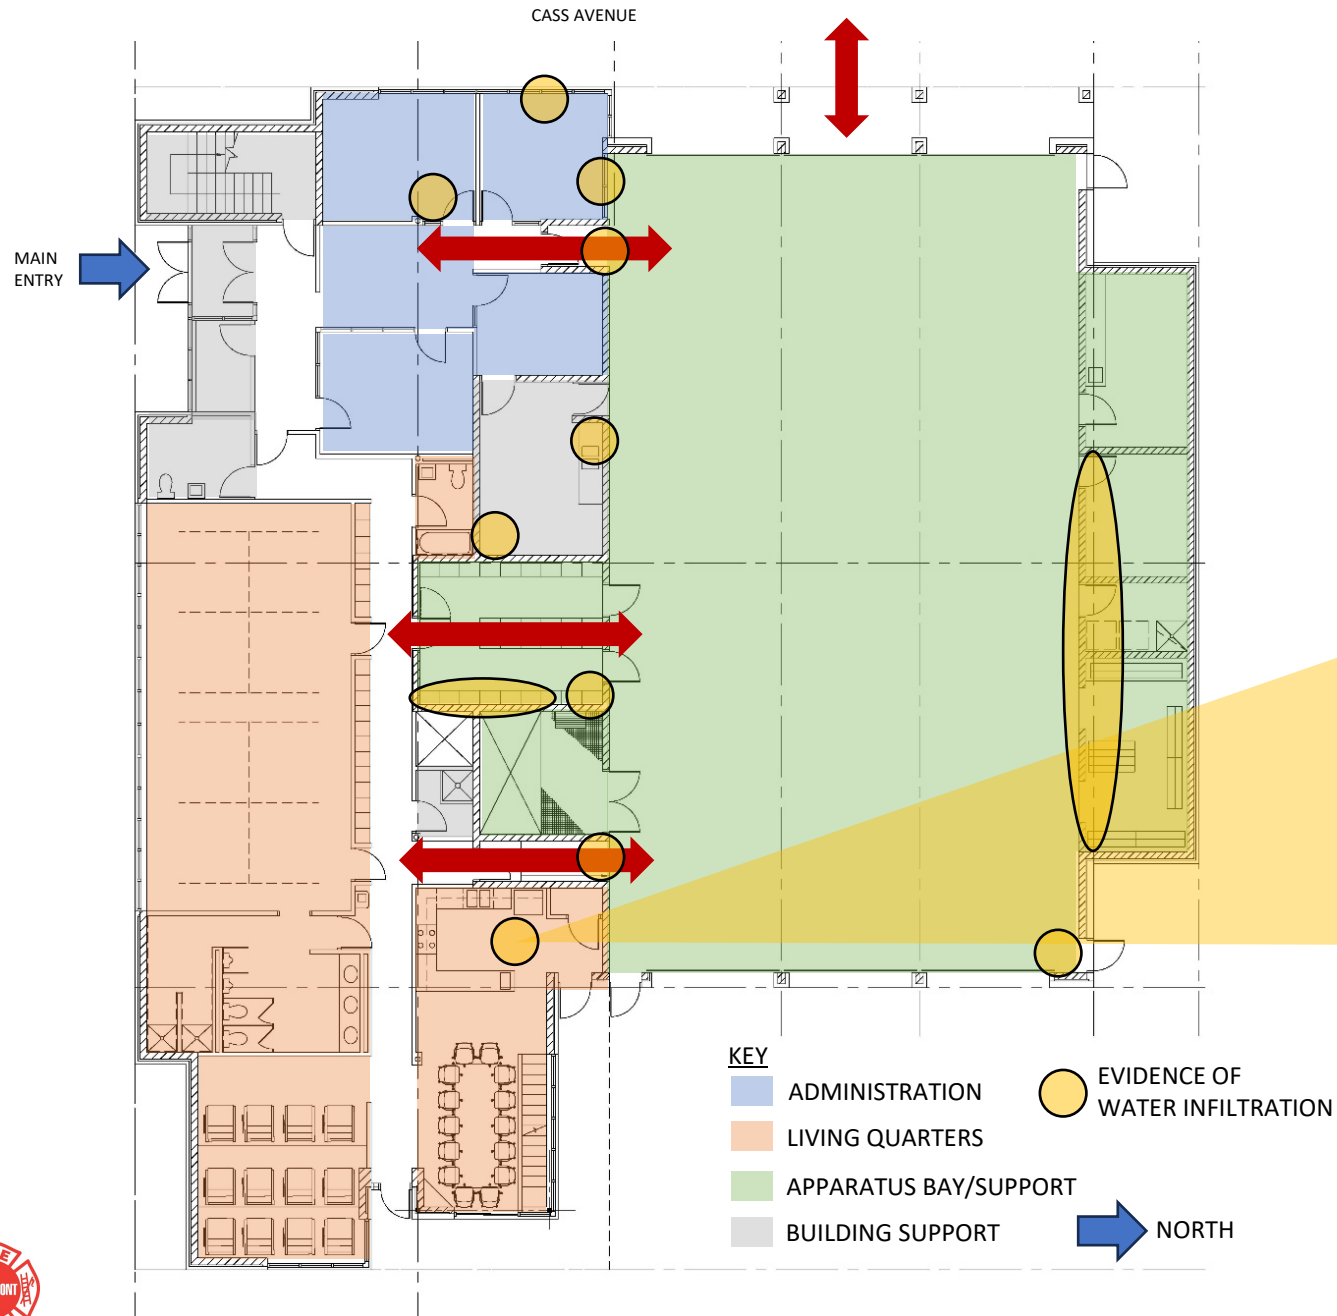 CASS AVENUE
MAIN
ENTRY
KEY
ADMINISTRATION
LIVING QUARTERS
APPARATUS BAY/SUPPORT
BUILDING SUPPORT
EVIDENCE OF
WATER INFILTRATION
NORTH